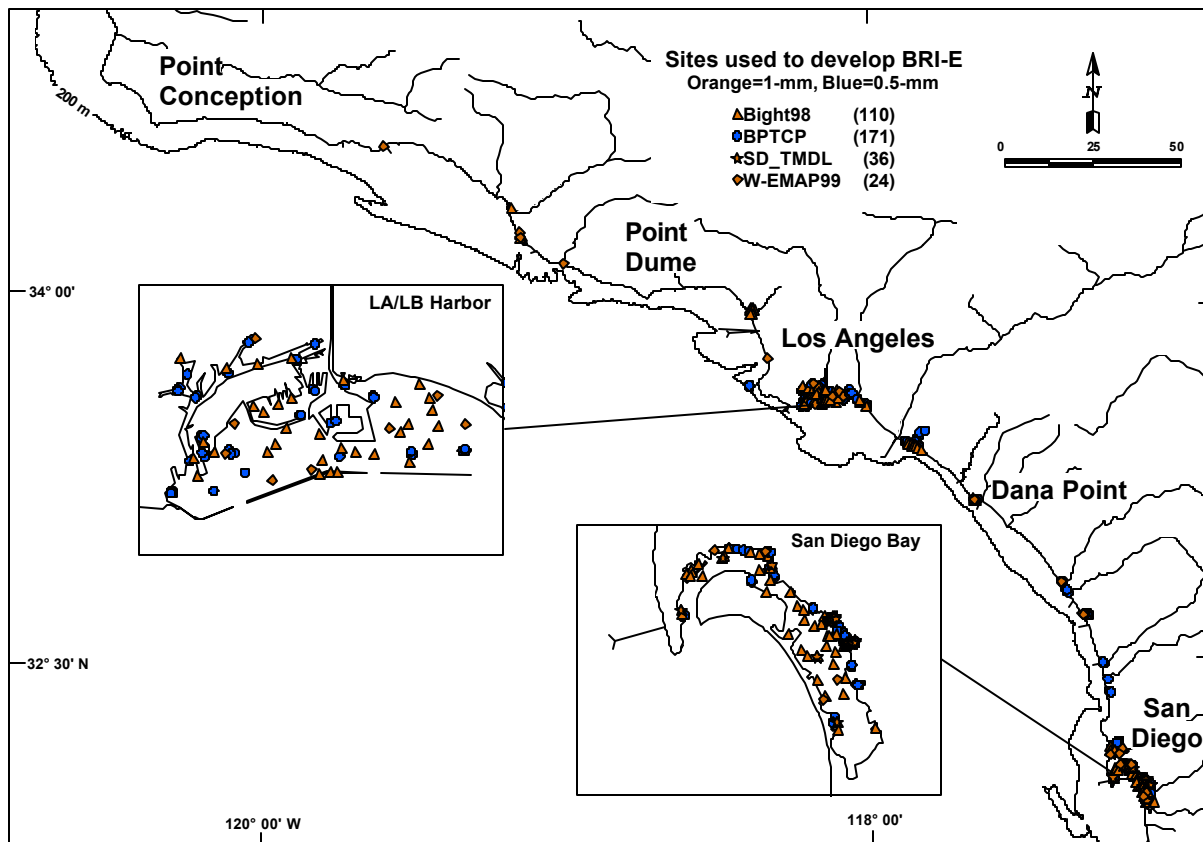 Sites used to develop BRI-E
Orange=1-mm, Blue=0.5-mm
Bight98 (110)
BPTCP (171)
SD_TMDL (36)
W-EMAP99 (24)
N
0 25 50
Point
Conception
200 m
Point
Dume
34° 00'
LA/LB Harbor
Los Angeles
Dana Point
San Diego Bay
32° 30' N
San
Diego
120° 00' W
118° 00'